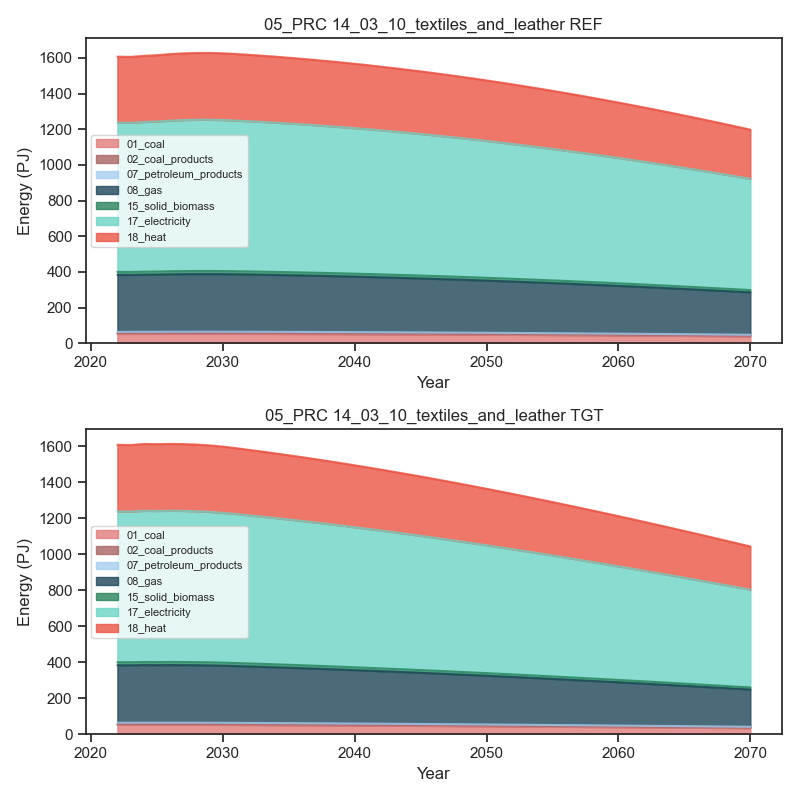 05_PRC 14_03_10_textiles_and_leather REF
Energy (PJ)
1600
1400
1200
1000
800
600
400
200
0
01_coal
02_coal_products
07_petroleum_products
08_gas
15_solid_biomass
17_electricity
18_heat
2020 2030 2040 2050 2060 2070
Year
05_PRC 14_03_10_textiles_and_leather TGT
Energy (PJ)
1600
1400
1200
1000
800
600
400
200
0
01_coal
02_coal_products
07_petroleum_products
08_gas
15_solid_biomass
17_electricity
18_heat
2020 2030 2040 2050 2060 2070
Year